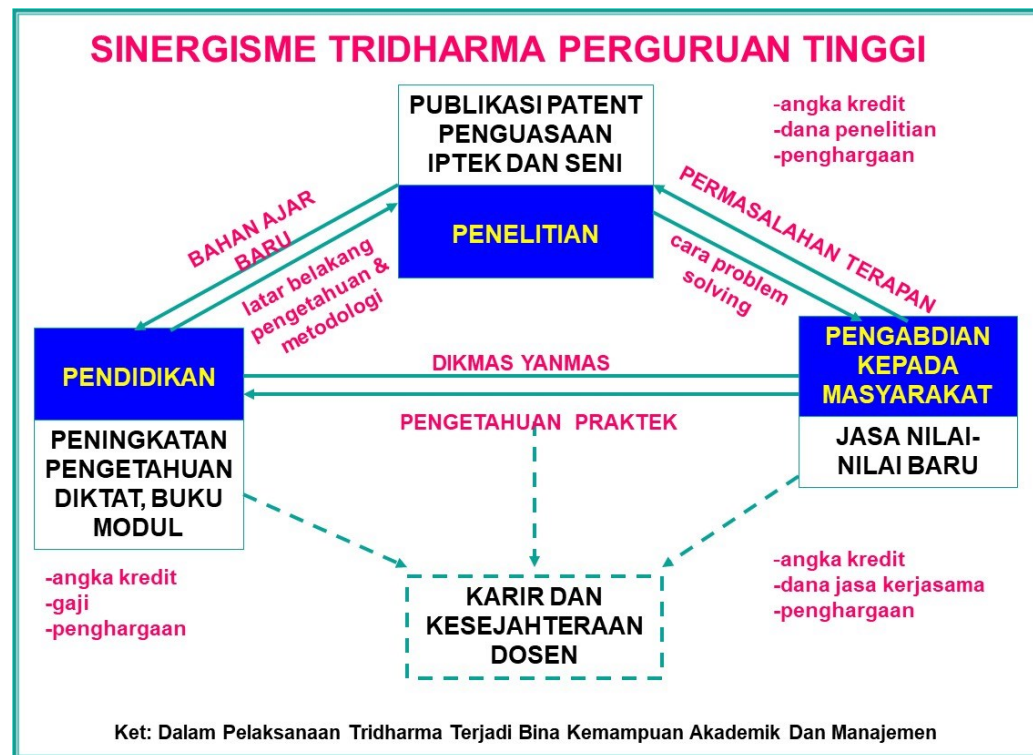 SINERGISME TRIDHARMA PERGURUAN TINGGI
PUBLIKASI PATENT
PENGUASAAN
IPTEK DAN SENI
PENELITIAN
-angka kredit
-dana penelitian
-penghargaan
BAHAN AJAR
BARU
latar belakang
pengetahuan &
metodologi
PERMASALAHAN TERAPAN
cara problem
solving
PENDIDIKAN
PENINGKATAN
PENGETAHUAN
DIKTAT, BUKU
MODUL
DIKMAS YANMAS
PENGETAHUAN PRAKTEK
PENGABDIAN
KEPADA
MASYARAKAT
JASA NILAI-
NILAI BARU
-angka kredit
-gaji
-penghargaan
KARIR DAN
KESEJAHTERAAN
DOSEN
-angka kredit
-dana jasa kerjasama
-penghargaan
Ket: Dalam Pelaksanaan Tridharma Terjadi Bina Kemampuan Akademik Dan Manajemen